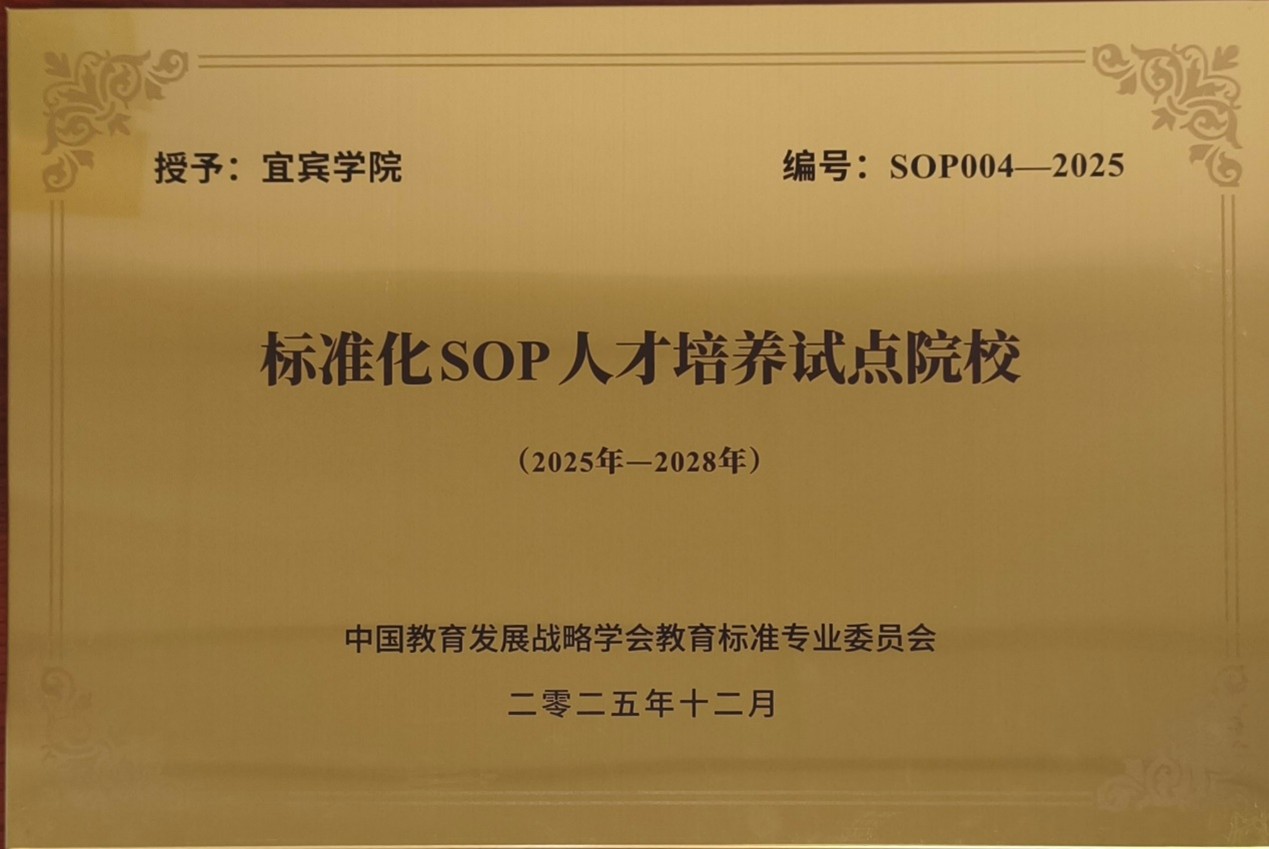 授予：宜宾学院 编号：SOP004—2025
标准化SOP人才培养试点院校
（2025年—2028年）
中国教育发展战略学会教育标准专业委员会
二零二五年十二月